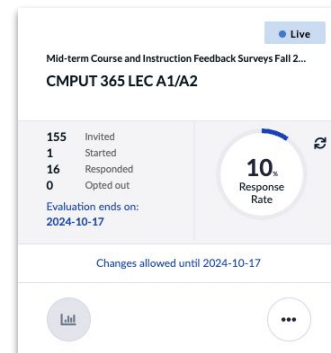 Live
Mid-term Course and Instruction Feedback Surveys Fall 2...
CMPUT 365 LEC A1/A2
155 Invited
1 Started
16 Responded
0 Opted out
Evaluation ends on:
2024-10-17
10%
Response
Rate
Changes allowed until 2024-10-17